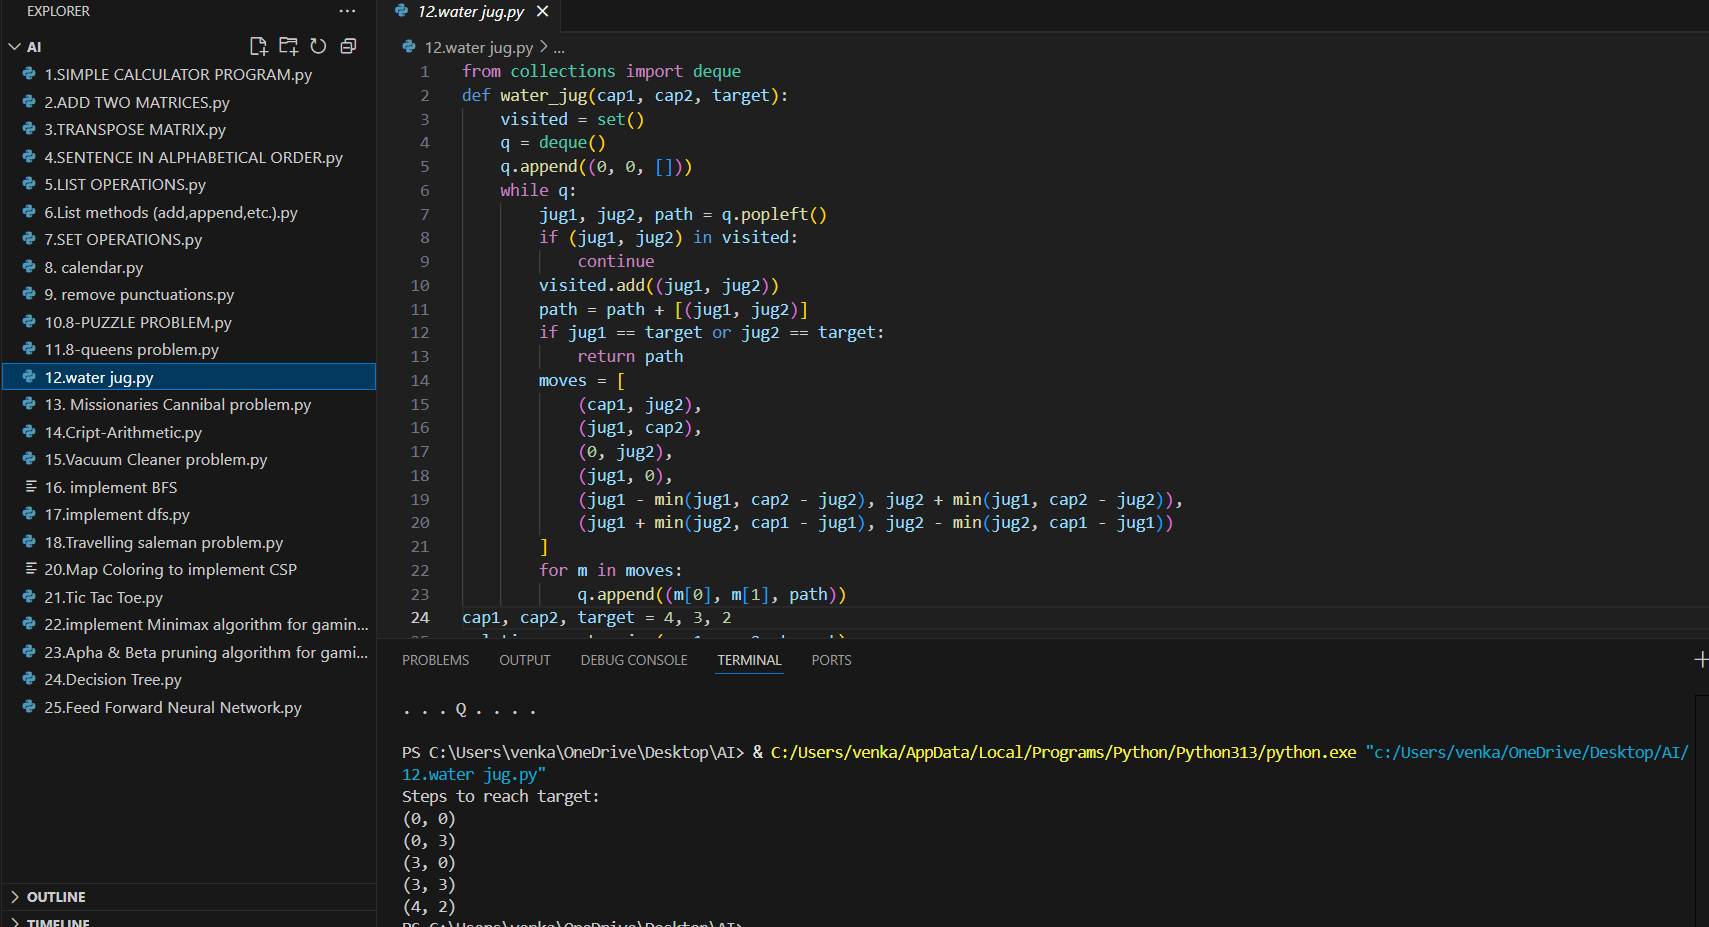 EXPLORER
AI
1.SIMPLE CALCULATOR PROGRAM.py
2.ADD TWO MATRICES.py
3.TRANSPOSE MATRIX.py
4.SENTENCE IN ALPHABETICAL ORDER.py
5.LIST OPERATIONS.py
6.List methods (add,append,etc.).py
7.SET OPERATIONS.py
8. calendar.py
9. remove punctuations.py
10.8-PUZZLE PROBLEM.py
11.8-queens problem.py
12.water jug.py
13. Missionaries Cannibal problem.py
14.Cript-Arithmetic.py
15.Vacuum Cleaner problem.py
16. implement BFS
17.implement dfs.py
18.Travelling saleman problem.py
20.Map Coloring to implement CSP
21.Tic Tac Toe.py
22.implement Minimax algorithm for gamin...
23.Apha & Beta pruning algorithm for gami...
24.Decision Tree.py
25.Feed Forward Neural Network.py
OUTLINE
TIMELINE
12.water jug.py
12.water jug.py > ...
1 from collections import deque
2 def water_jug(cap1, cap2, target):
3 visited = set()
4 q = deque()
5 q.append((0, 0, []))
6 while q:
7 jug1, jug2, path = q.popleft()
8 if (jug1, jug2) in visited:
9 continue
10 visited.add((jug1, jug2))
11 path = path + [(jug1, jug2)]
12 if jug1 == target or jug2 == target:
13 return path
14 moves = [
15 (cap1, jug2),
16 (jug1, cap2),
17 (0, jug2),
18 (jug1, 0),
19 (jug1 - min(jug1, cap2 - jug2), jug2 + min(jug1, cap2 - jug2)),
20 (jug1 + min(jug2, cap1 - jug1), jug2 - min(jug2, cap1 - jug1))
21 ]
22 for m in moves:
23 q.append((m[0], m[1], path))
24 cap1, cap2, target = 4, 3, 2
PROBLEMS OUTPUT DEBUG CONSOLE TERMINAL PORTS
. . . Q . . . .
PS C:\Users\venka\OneDrive\Desktop\AI> & C:/Users/venka/AppData/Local/Programs/Python/Python313/python.exe "c:/Users/venka/OneDrive/Desktop/AI/
12.water jug.py"
Steps to reach target:
(0, 0)
(0, 3)
(3, 0)
(3, 3)
(4, 2)
PS C:\Users\venka\OneDrive\Desktop\AI>